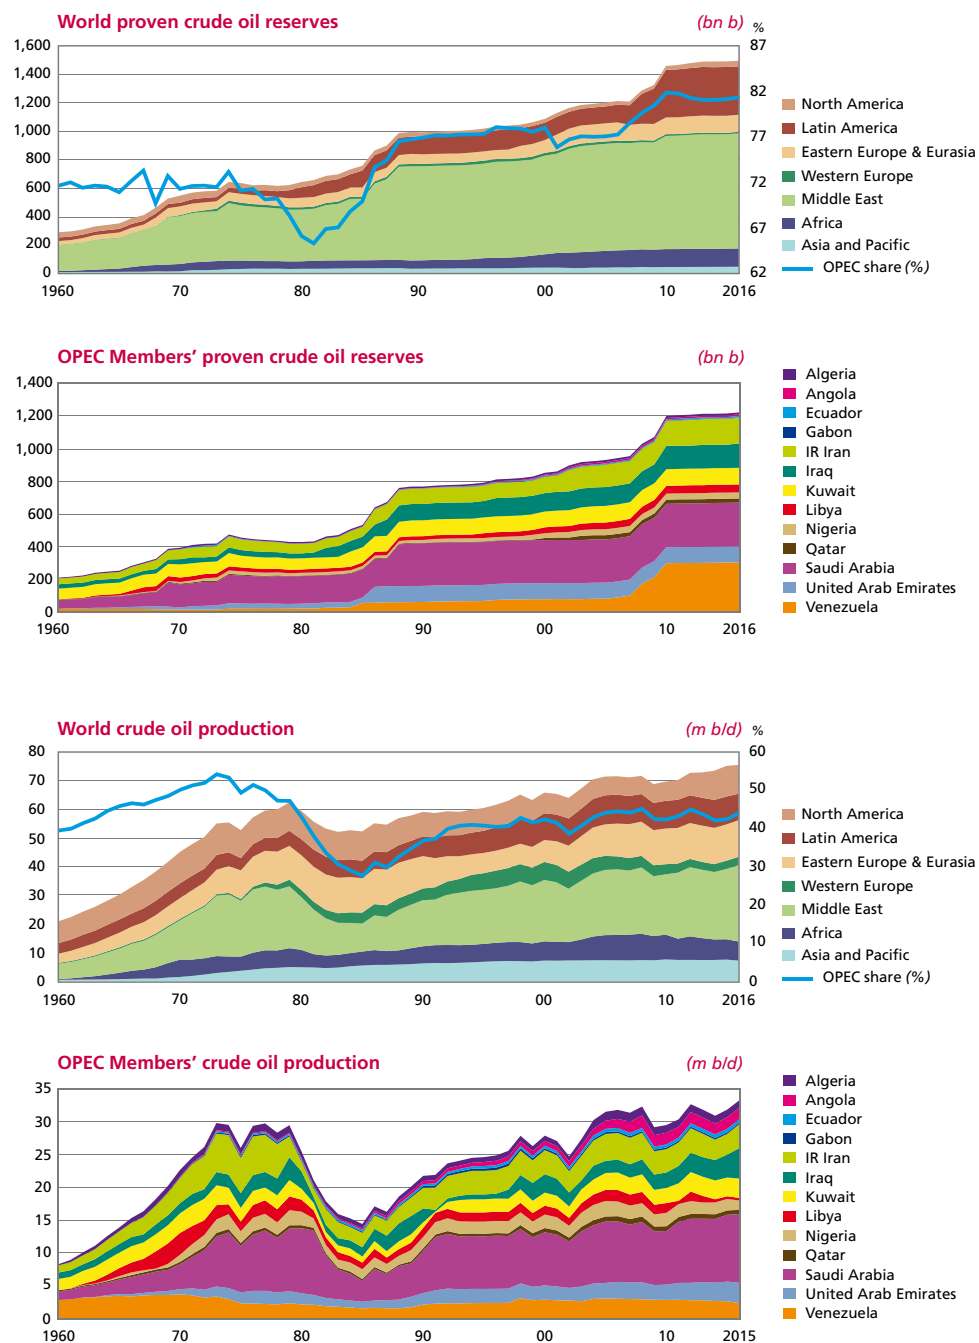 World proven crude oil reserves (bn b) %
1,600 87
1,400
82
1,200
North America
1,000 77
Latin America
800
Eastern Europe & Eurasia
Western Europe
600 72
Middle East
400
Africa
67
200
Asia and Pacific
0 62
OPEC share (%)
1960 70 80 90 00 10 2016
OPEC Members’ proven crude oil reserves (bn b)
1,400
1,200
1,000
800
600
400
200
0
1960 70 80 90 00 10 2016
Algeria
Angola
Ecuador
Gabon
IR Iran
Iraq
Kuwait
Libya
Nigeria
Qatar
Saudi Arabia
United Arab Emirates
Venezuela
World crude oil production (m b/d) %
80 60
70
60 50
50 40
40 30
30
20 20
10 10
0 0
1960 70 80 90 00 10 2016
North America
Latin America
Eastern Europe & Eurasia
Western Europe
Middle East
Africa
Asia and Pacific
OPEC share (%)
OPEC Members’ crude oil production (m b/d)
35
30
25
20
15
10
5
0
1960 70 80 90 00 10 2015
Algeria
Angola
Ecuador
Gabon
IR Iran
Iraq
Kuwait
Libya
Nigeria
Qatar
Saudi Arabia
United Arab Emirates
Venezuela